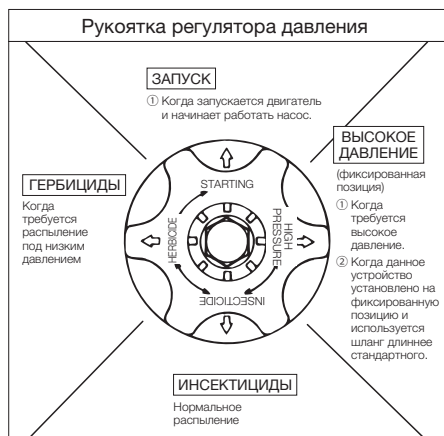 Рукоятка регулятора давления
ЗАПУСК
① Когда запускается двигатель
и начинает работать насос.
ВЫСОКОЕ
ДАВЛЕНИЕ
(фиксированная
позиция)
① Когда
требуется
высокое
давление.
② Когда данное
устройство
установлено на
фиксированную
позицию и
используется
шланг длиннее
стандартного.
ГЕРБИЦИДЫ
Когда
требуется
распыление
под низким
давлением
STARTING
HIGH
PRESSURE
HERBICIDE
INSECTICIDE
ИНСЕКТИЦИДЫ
Нормальное
распыление